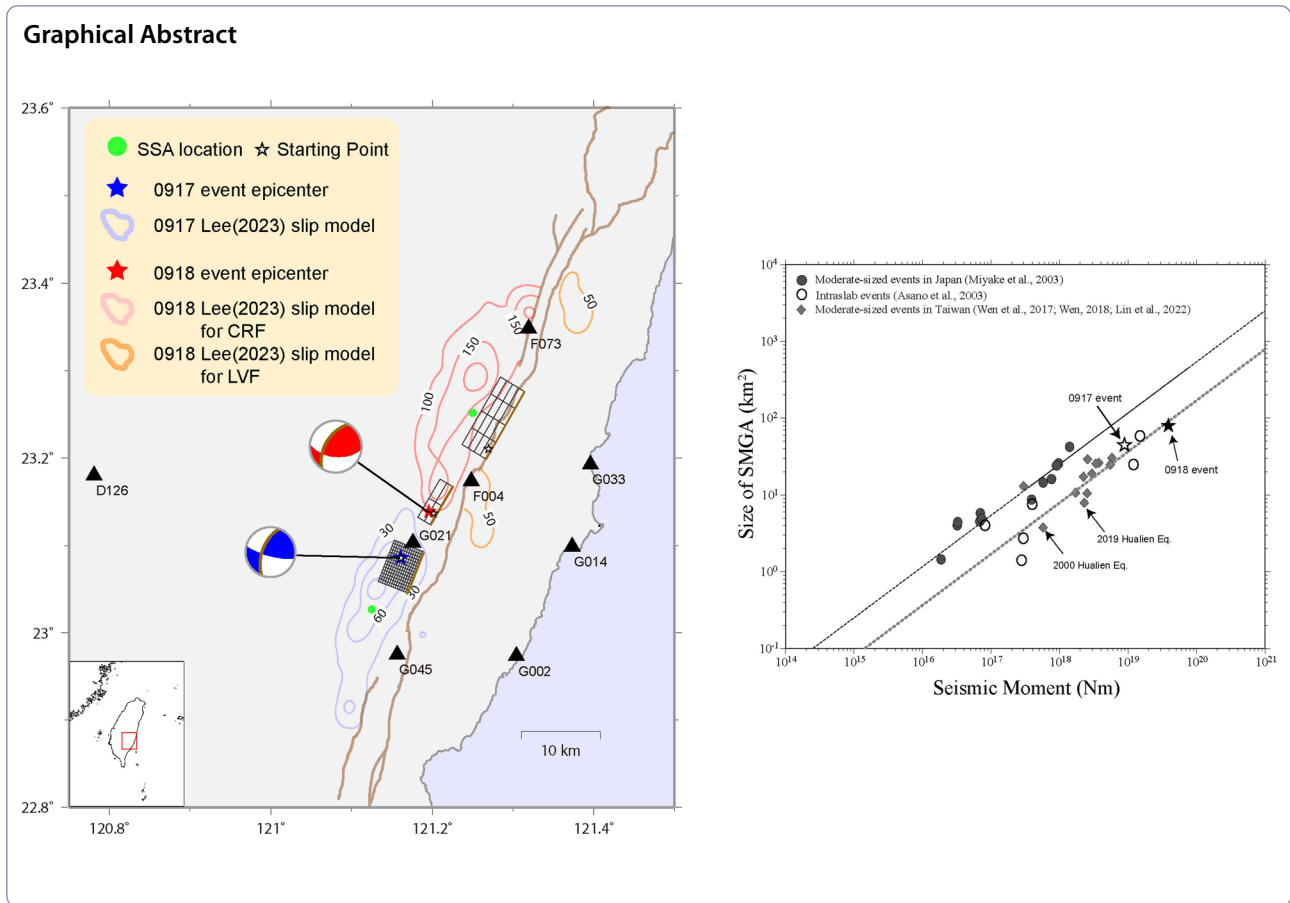 Graphical Abstract
23.6°
23.4°
23.2°
23°
22.8°
120.8°
121°
121.2°
121.4°
SSA location
Starting Point
0917 event epicenter
0917 Lee(2023) slip model
0918 event epicenter
0918 Lee(2023) slip model
for CRF
0918 Lee(2023) slip model
for LVF
50
150
F073
150
100
D126
F004
G033
50
G021
30
G014
30
60
G045
G002
10 km
10⁴
10³
10²
10¹
10⁰
10⁻¹
Size of SMGA (km²)
Moderate-sized events in Japan (Miyake et al., 2003)
Intraslab events (Asano et al., 2003)
Moderate-sized events in Taiwan (Wen et al., 2017; Wen, 2018; Lin et al., 2022)
0917 event
0918 event
2019 Hualien Eq.
2000 Hualien Eq.
10¹⁴
10¹⁵
10¹⁶
10¹⁷
10¹⁸
10¹⁹
10²⁰
10²¹
Seismic Moment (Nm)